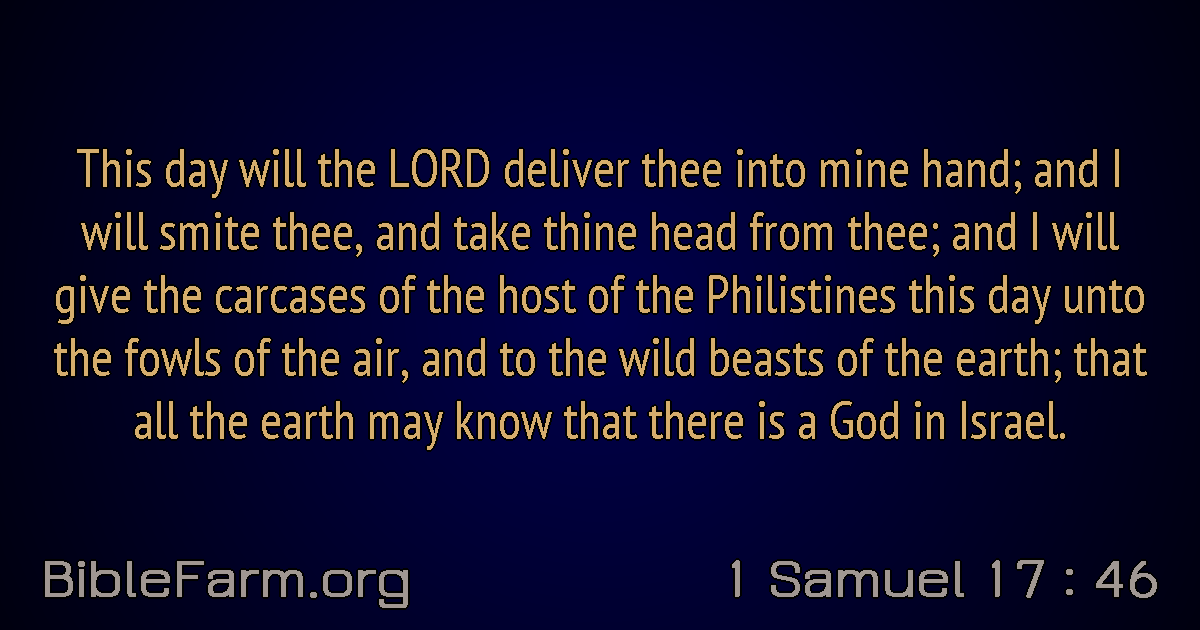 This day will the LORD deliver thee into mine hand; and I
will smite thee, and take thine head from thee; and I will
give the carcases of the host of the Philistines this day unto
the fowls of the air, and to the wild beasts of the earth; that
all the earth may know that there is a God in Israel.
BibleFarm.org
1 Samuel 17 : 46